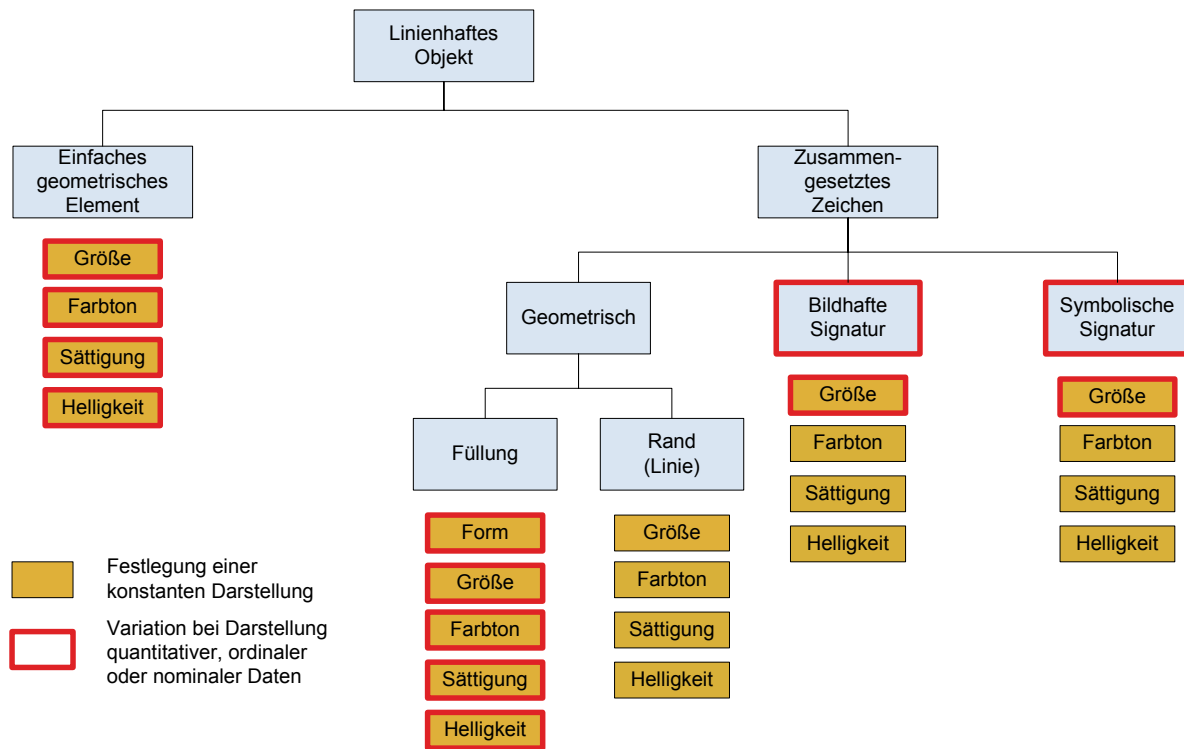 Linienhaftes
Objekt
Einfaches
geometrisches
Element
Zusammen-
gesetztes
Zeichen
Größe
Farbton
Sättigung
Helligkeit
Geometrisch
Bildhafte
Signatur
Symbolische
Signatur
Füllung
Rand
(Linie)
Form
Größe
Farbton
Sättigung
Helligkeit
Größe
Farbton
Sättigung
Helligkeit
Größe
Farbton
Sättigung
Helligkeit
Größe
Farbton
Sättigung
Helligkeit
Festlegung einer
konstanten Darstellung
Variation bei Darstellung
quantitativer, ordinaler
oder nominaler Daten